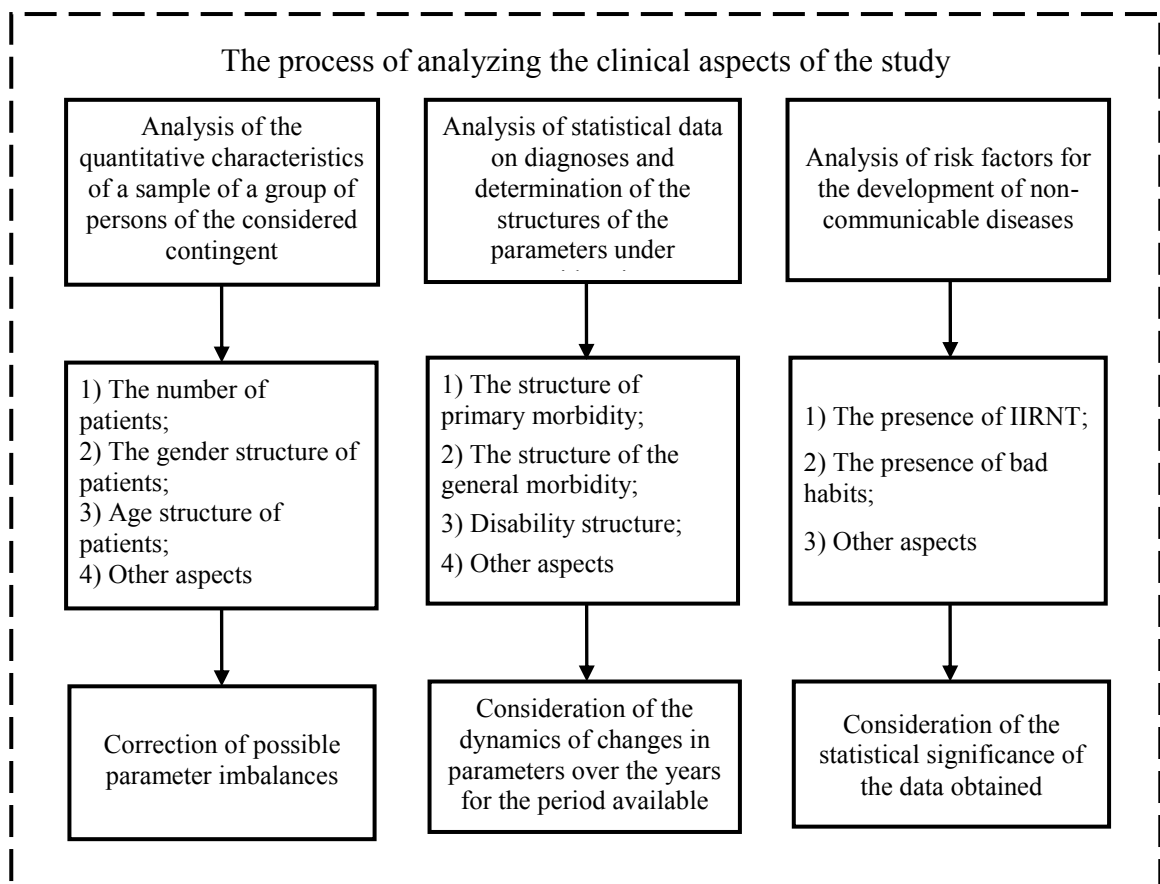 The process of analyzing the clinical aspects of the study
Analysis of the
quantitative characteristics
of a sample of a group of
persons of the considered
contingent
Analysis of statistical data
on diagnoses and
determination of the
structures of the
parameters under
Analysis of risk factors for
the development of non-
communicable diseases
1) The number of
patients;
2) The gender structure of
patients;
3) Age structure of
patients;
4) Other aspects
1) The structure of
primary morbidity;
2) The structure of the
general morbidity;
3) Disability structure;
4) Other aspects
1) The presence of IIRNT;
2) The presence of bad
habits;
3) Other aspects
Correction of possible
parameter imbalances
Consideration of the
dynamics of changes in
parameters over the years
for the period available
Consideration of the
statistical significance of
the data obtained